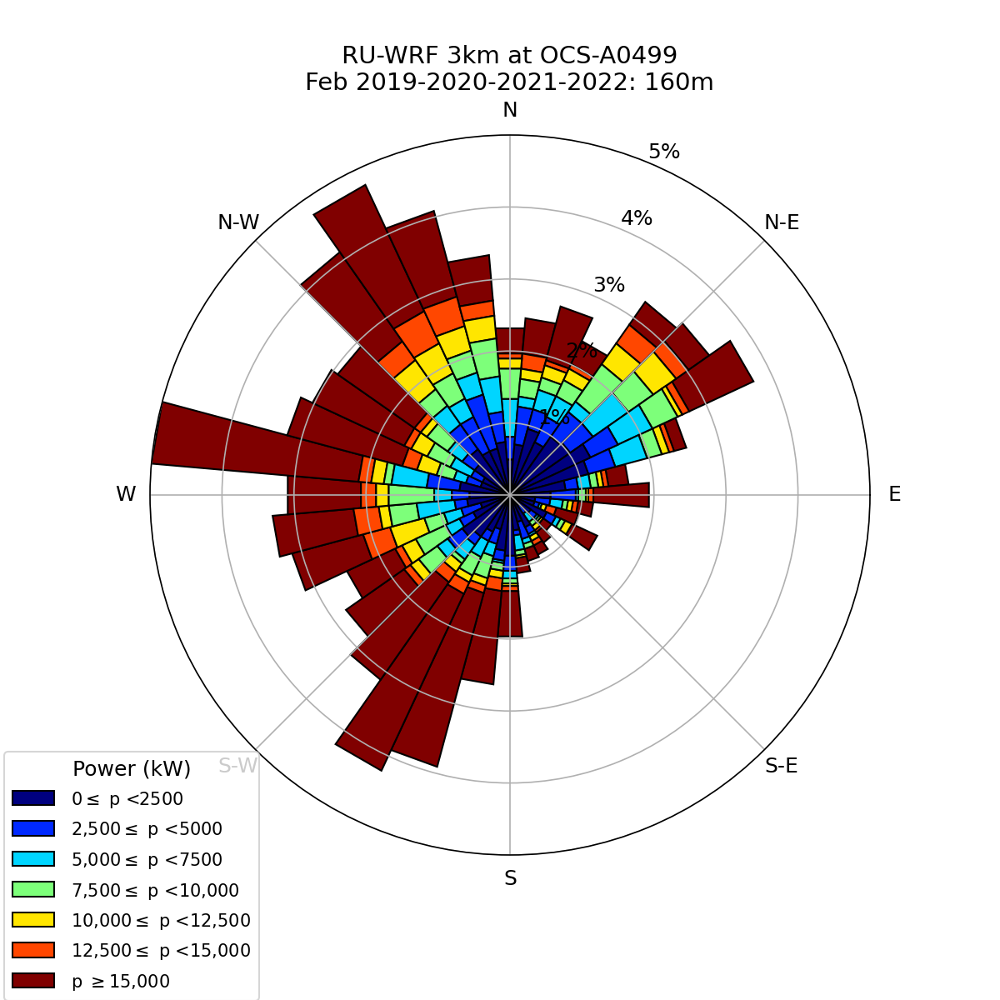 RU-WRF 3km at OCS-A0499
Feb 2019-2020-2021-2022: 160m
N
5%
4%
N-W
N-E
3%
2%
1%
W
E
S-W
S-E
S
Power (kW)
0≤ p <2500
2,500≤ p <5000
5,000≤ p <7500
7,500≤ p <10,000
10,000≤ p <12,500
12,500≤ p <15,000
p ≥15,000